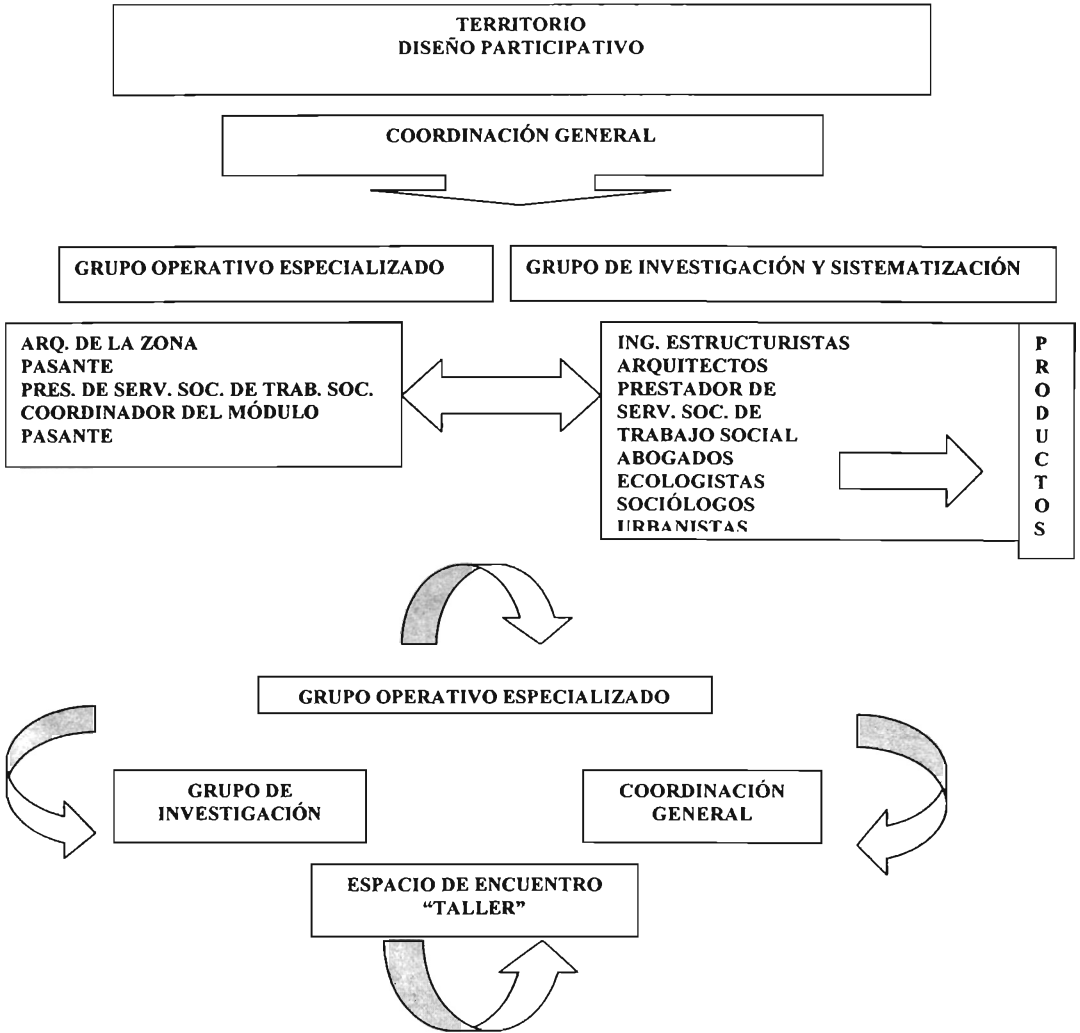 TERRITORIO
DISEÑO PARTICIPATIVO
COORDINACIÓN GENERAL
GRUPO OPERATIVO ESPECIALIZADO
GRUPO DE INVESTIGACIÓN Y SISTEMATIZACIÓN
ARQ. DE LA ZONA
PASANTE
PRES. DE SERV. SOC. DE TRAB. SOC.
COORDINADOR DEL MÓDULO
PASANTE
ING. ESTRUCTURISTAS
ARQUITECTOS
PRESTADOR DE
SERV. SOC. DE
TRABAJO SOCIAL
ABOGADOS
ECOLOGISTAS
SOCIÓLOGOS
URBANISTAS
P
R
O
D
U
C
T
O
S
GRUPO OPERATIVO ESPECIALIZADO
GRUPO DE
INVESTIGACIÓN
COORDINACIÓN
GENERAL
ESPACIO DE ENCUENTRO
“TALLER”